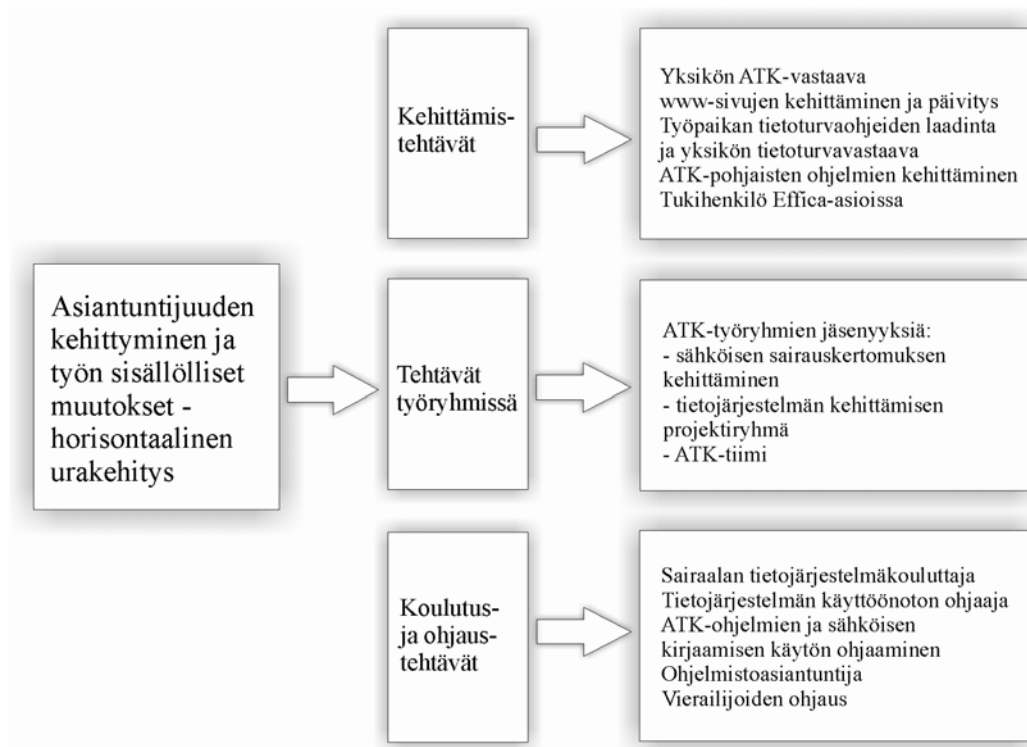 Asiantuntijuuden
kehittyminen ja
työn sisällölliset
muutokset -
horisontaalinen
urakehitys
Kehittämis-
tehtävät
Yksikön ATK-vastaava
www-sivujen kehittäminen ja päivitys
Työpaikan tietoturvaohjeiden laadinta
ja yksikön tietoturvavastaava
ATK-pohjaisten ohjelmien kehittäminen
Tukihenkilö Effica-asioissa
Tehtävät
työryhmissä
ATK-työryhmien jäsenyyksiä:
- sähköisen sairauskertomuksen
kehittäminen
- tietojärjestelmän kehittämisen
projektiryhmä
- ATK-tiimi
Koulutus-
ja ohjaus-
tehtävät
Sairaalan tietojärjestelmäkouluttaja
Tietojärjestelmän käyttöönoton ohjaaja
ATK-ohjelmien ja sähköisen
kirjaamisen käytön ohjaaminen
Ohjelmistoasiantuntija
Vierailijoiden ohjaus